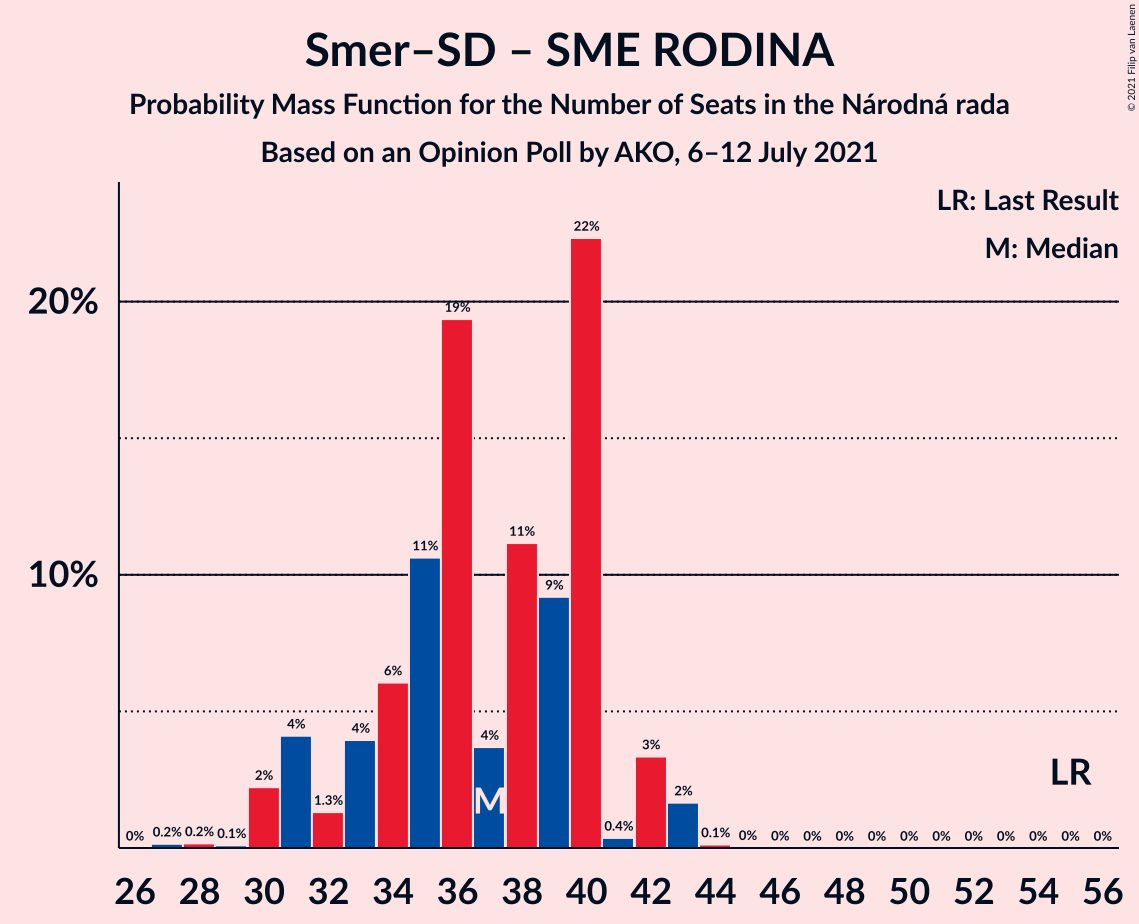 © 2021 Filip van Laenen
Smer–SD – SME RODINA
Probability Mass Function for the Number of Seats in the Národná rada
Based on an Opinion Poll by AKO, 6–12 July 2021
LR: Last Result
M: Median
20%
10%
0% 0.2% 0.2% 0.1% 2% 4% 1.3% 4% 6% 11% 19% 4% 11% 9% 22% 0.4% 3% 2% 0.1% 0% 0% 0% 0% 0% 0% 0% 0% 0% 0% 0% 0%
M
LR
26 28 30 32 34 36 38 40 42 44 46 48 50 52 54 56